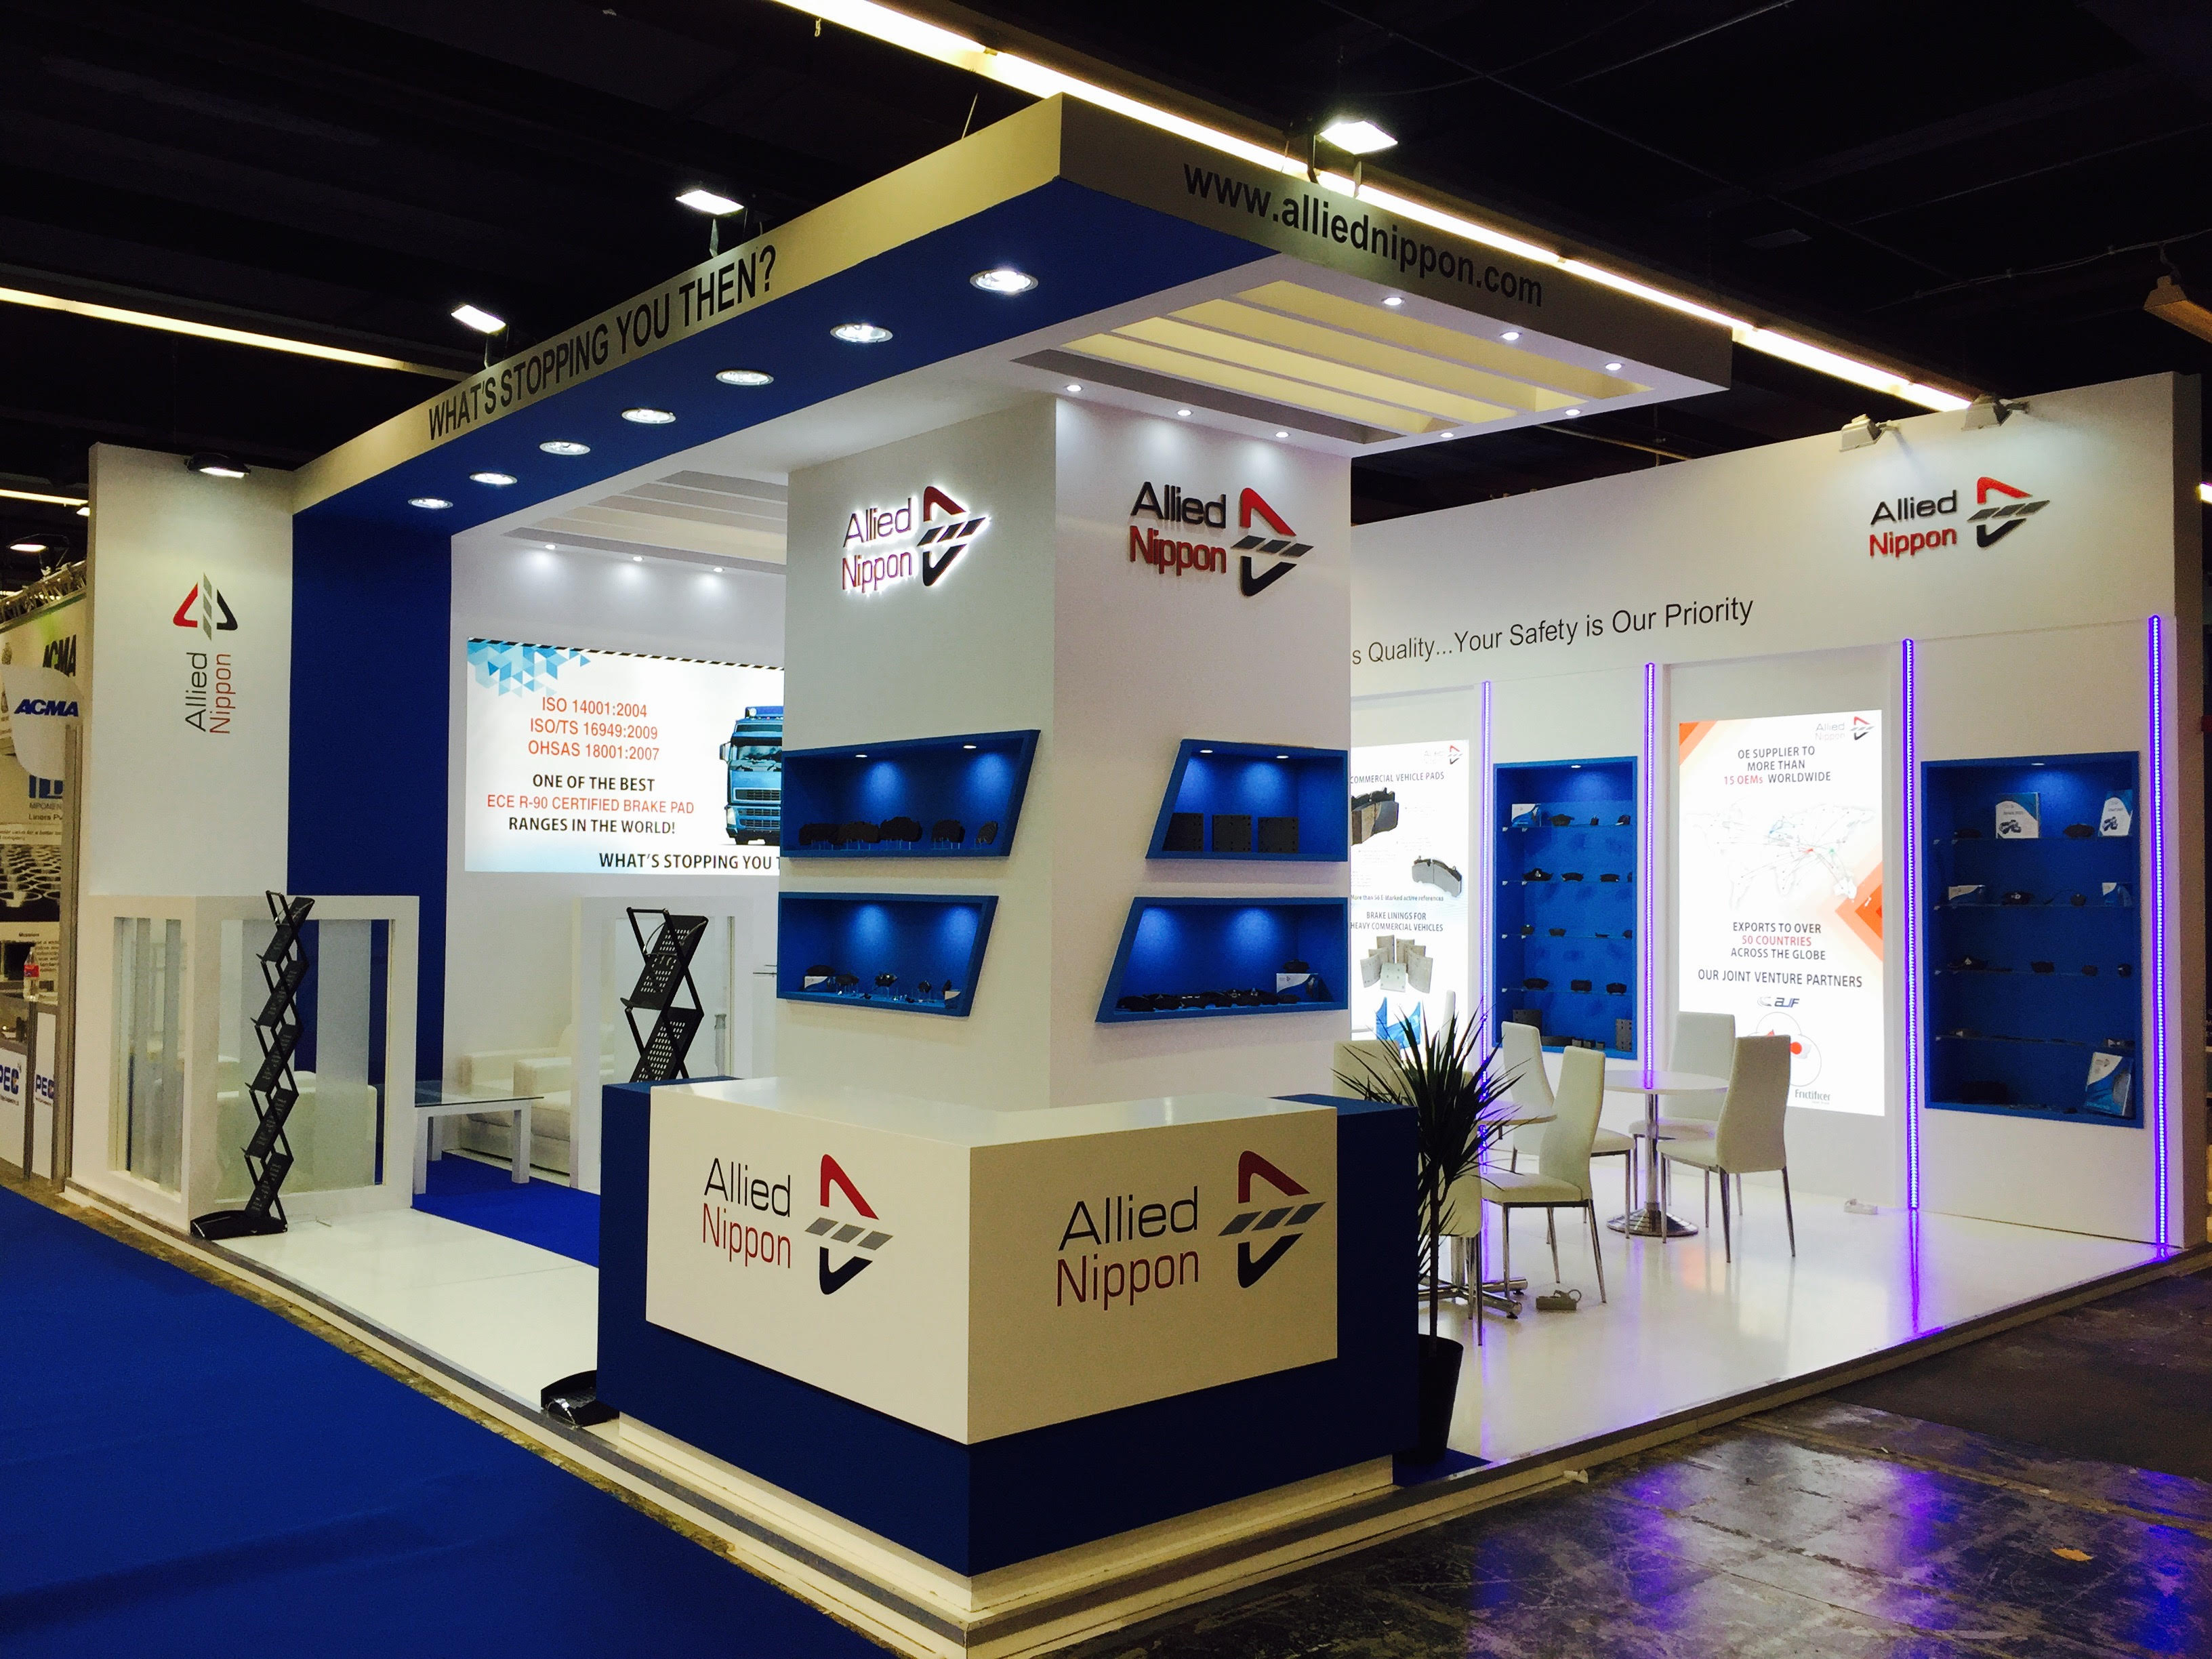 www.alliednippon.com
WHAT'S STOPPING YOU THEN?
Allied
Nippon
Allied
Nippon
Allied
Nippon
s Quality...Your Safety is Our Priority
Allied
Nippon
ACMA
ACMA
ISO 14001:2004
ISO/TS 16949:2009
OHSAS 18001:2007
ONE OF THE BEST
ECE R-90 CERTIFIED BRAKE PAD
RANGES IN THE WORLD!
WHAT'S STOPPING YOU
COMMERCIAL VEHICLE PADS
BRAKE LININGS FOR
HEAVY COMMERCIAL VEHICLES
Allied
Nippon
OE SUPPLIER TO
MORE THAN
15 OEMs WORLDWIDE
EXPORTS TO OVER
50 COUNTRIES
ACROSS THE GLOBE
OUR JOINT VENTURE PARTNERS
Allied
Nippon
Allied
Nippon
PEC